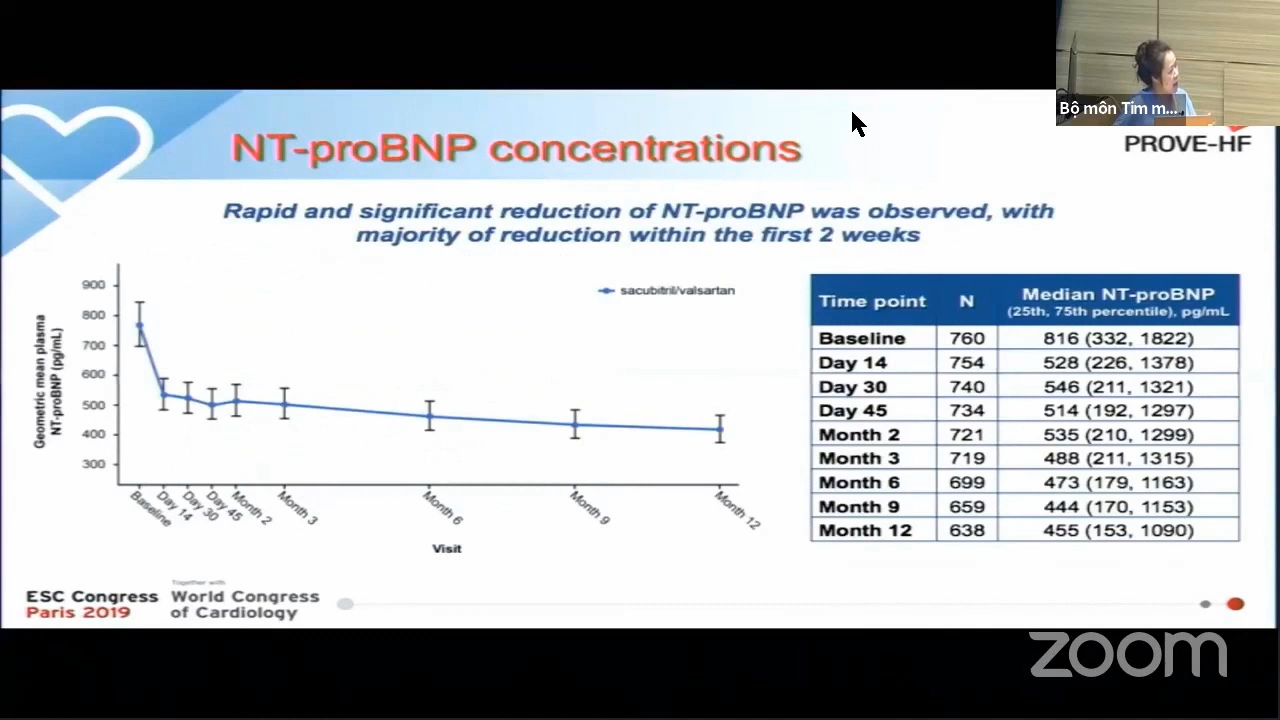 Bộ môn Tim m...
NT-proBNP concentrations
PROVE-HF
Rapid and significant reduction of NT-proBNP was observed, with
majority of reduction within the first 2 weeks
Geometric mean plasma
NT-proBNP (pg/mL)
900
800
700
600
500
400
300
sacubitril/valsartan
Baseline
Day 14
Day 30
Day 45
Month 2
Month 3
Month 6
Month 9
Month 12
Visit
Time point N Median NT-proBNP
(25th, 75th percentile), pg/mL
Baseline 760 816 (332, 1822)
Day 14 754 528 (226, 1378)
Day 30 740 546 (211, 1321)
Day 45 734 514 (192, 1297)
Month 2 721 535 (210, 1299)
Month 3 719 488 (211, 1315)
Month 6 699 473 (179, 1163)
Month 9 659 444 (170, 1153)
Month 12 638 455 (153, 1090)
Together with
ESC Congress World Congress
Paris 2019 of Cardiology
zoom